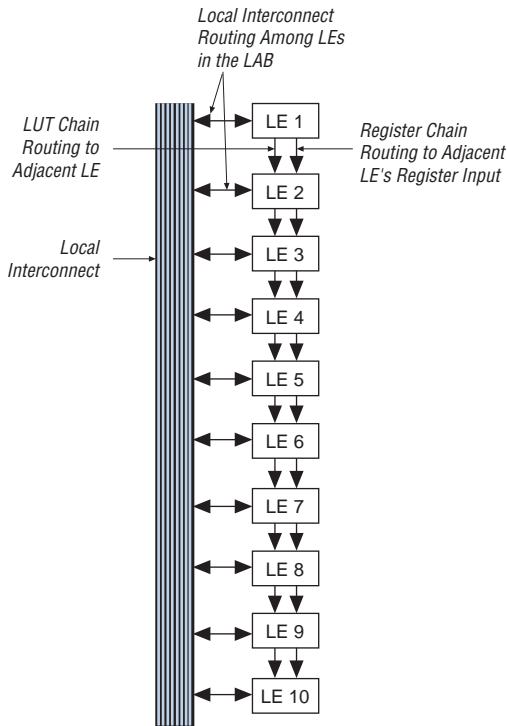 Local Interconnect
Routing Among LEs
in the LAB
LUT Chain
Routing to
Adjacent LE
Register Chain
Routing to Adjacent
LE's Register Input
Local
Interconnect
LE 1
LE 2
LE 3
LE 4
LE 5
LE 6
LE 7
LE 8
LE 9
LE 10